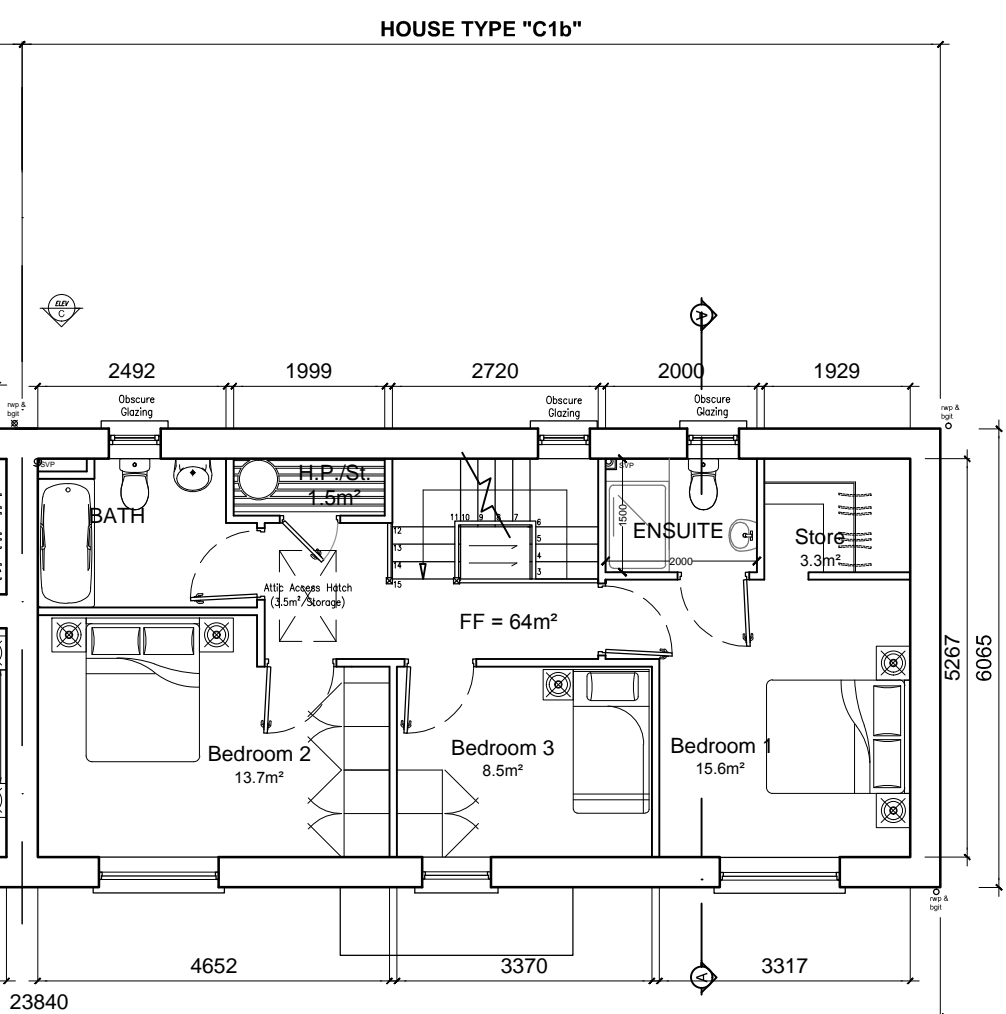 HOUSE TYPE "C1b"
ELEV
C
A
2492
1999
2720
2000
1929
Obscure
Glazing
Obscure
Glazing
Obscure
Glazing
rwp &
bgit
rwp &
bgit
SVP
H.P./St.
1.5m²
BATH
SVP
ENSUITE
1500
2000
Store
3.3m²
11 10 9 8 7
6
5
4
3
12
13
14
15
Attic Access Hatch
(3.5m²/Storage)
FF = 64m²
5267
6065
Bedroom 2
13.7m²
Bedroom 3
8.5m²
Bedroom 1
15.6m²
rwp &
bgit
4652
3370
A
3317
23840